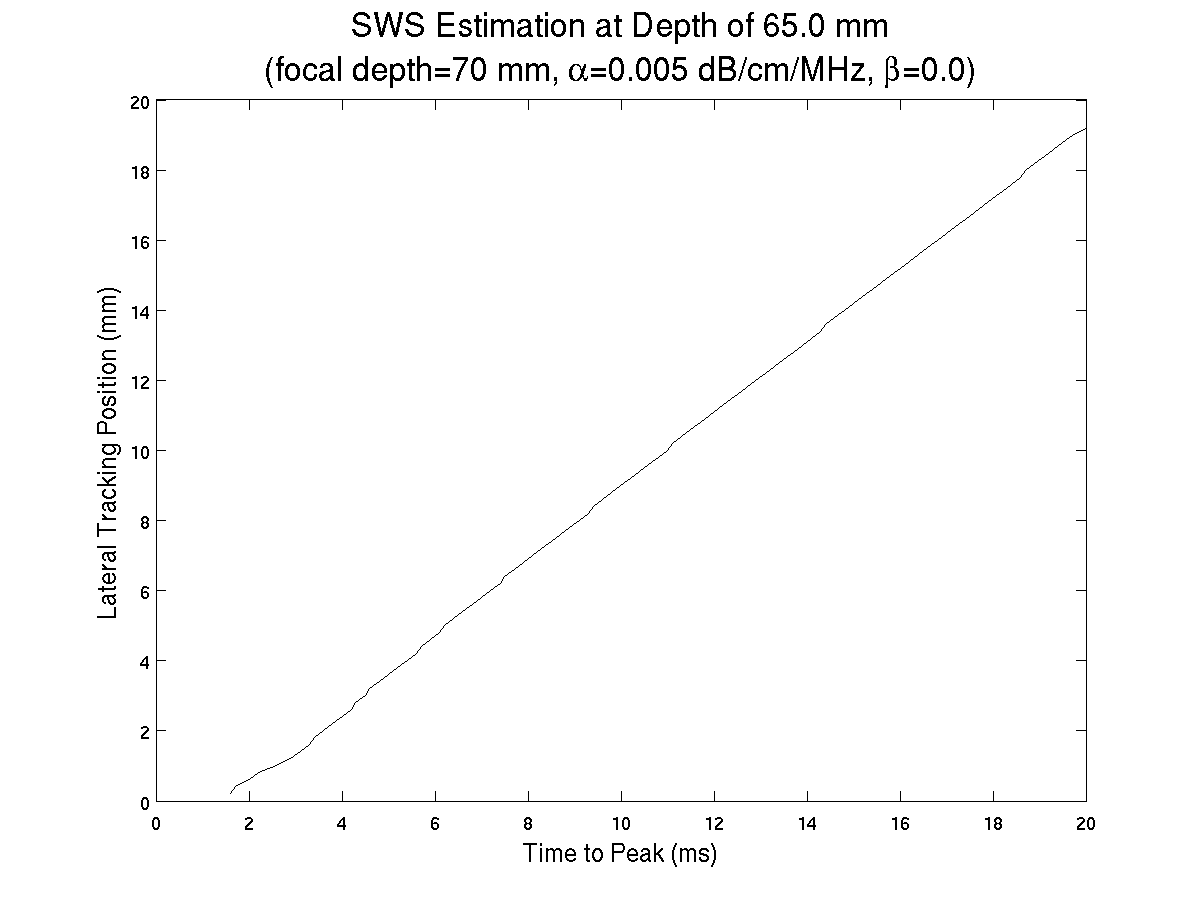 SWS Estimation at Depth of 65.0 mm
(focal depth=70 mm, α=0.005 dB/cm/MHz, β=0.0)
20
18
16
14
12
10
8
6
4
2
0
Lateral Tracking Position (mm)
0 2 4 6 8 10 12 14 16 18 20
Time to Peak (ms)